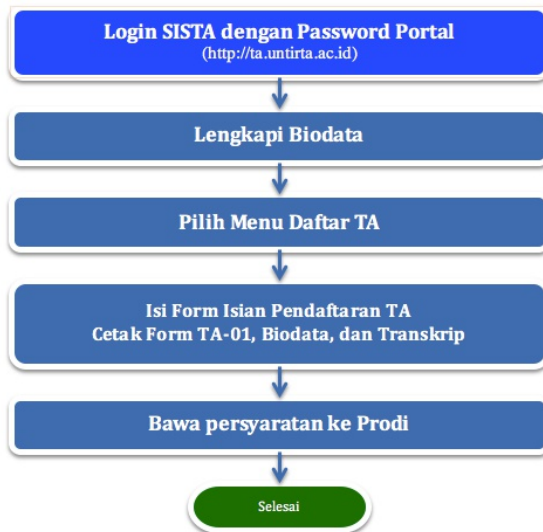 Login SISTA dengan Password Portal
(http://ta.untirta.ac.id)
Lengkapi Biodata
Pilih Menu Daftar TA
Isi Form Isian Pendaftaran TA
Cetak Form TA-01, Biodata, dan Transkrip
Bawa persyaratan ke Prodi
Selesai